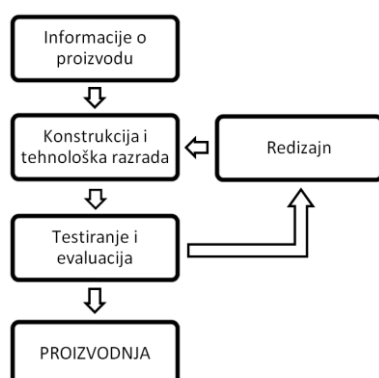 Informacije o
proizvodu
Konstrukcija i
tehnološka razrada
Redizajn
Testiranje i
evaluacija
PROIZVODNJA